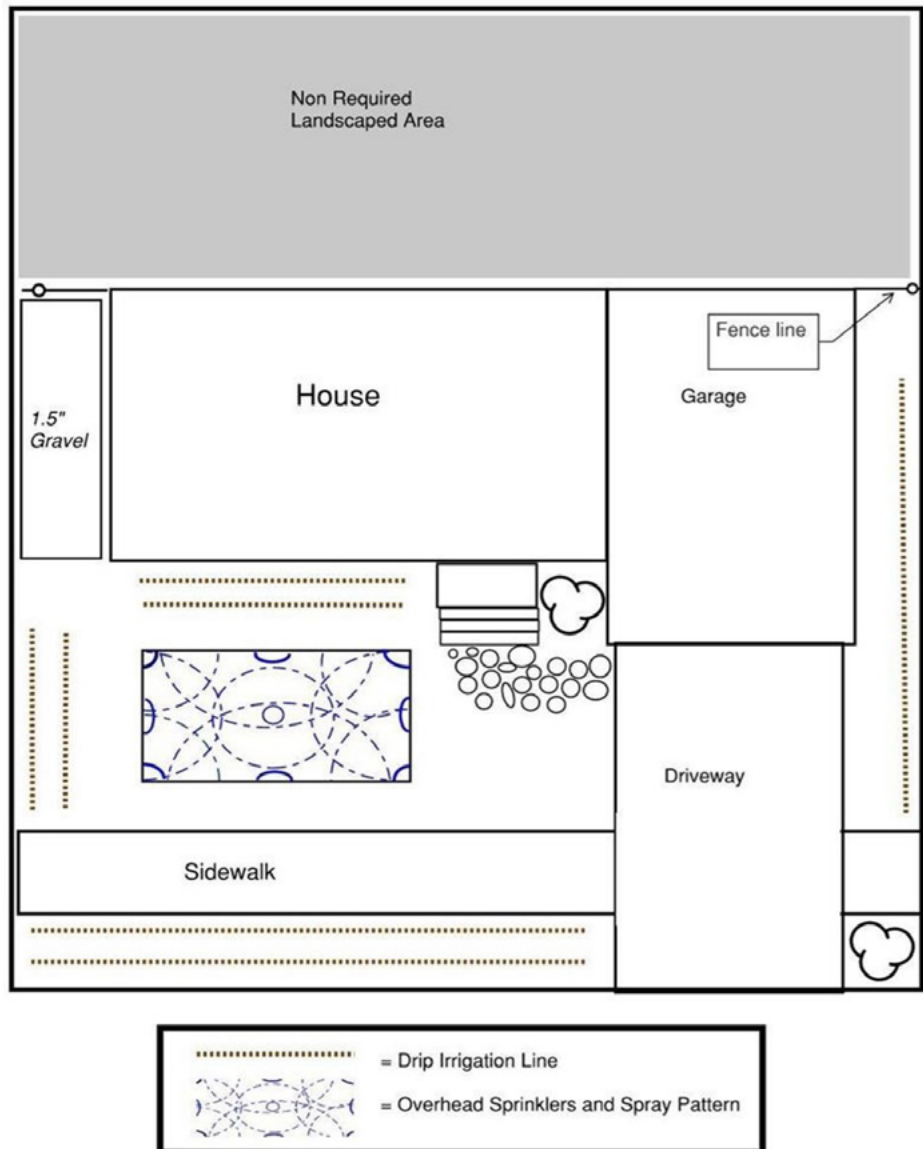 Non Required
Landscaped Area
Fence line
House
Garage
1.5"
Gravel
Driveway
Sidewalk
= Drip Irrigation Line
= Overhead Sprinklers and Spray Pattern